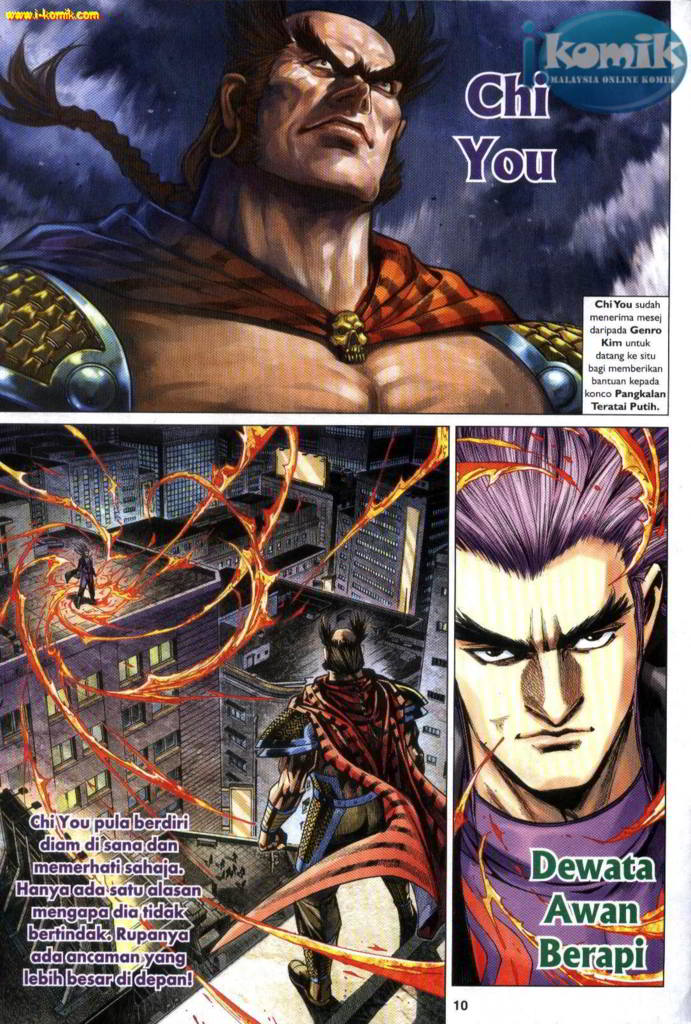 www.i-komik.com
ikomik
MALAYSIA ONLINE KOMIK
Chi
You
Chi You sudah
menerima mesej
daripada Genro
Kim untuk
datang ke situ
bagi memberikan
bantuan kepada
konco Pangkalan
Teratai Putih.
Chi You pula berdiri
diam di sana dan
memerhati sahaja.
Hanya ada satu alasan
mengapa dia tidak
bertindak. Rupanya
ada ancaman yang
lebih besar di depan!
Dewata
Awan
Berapi
10